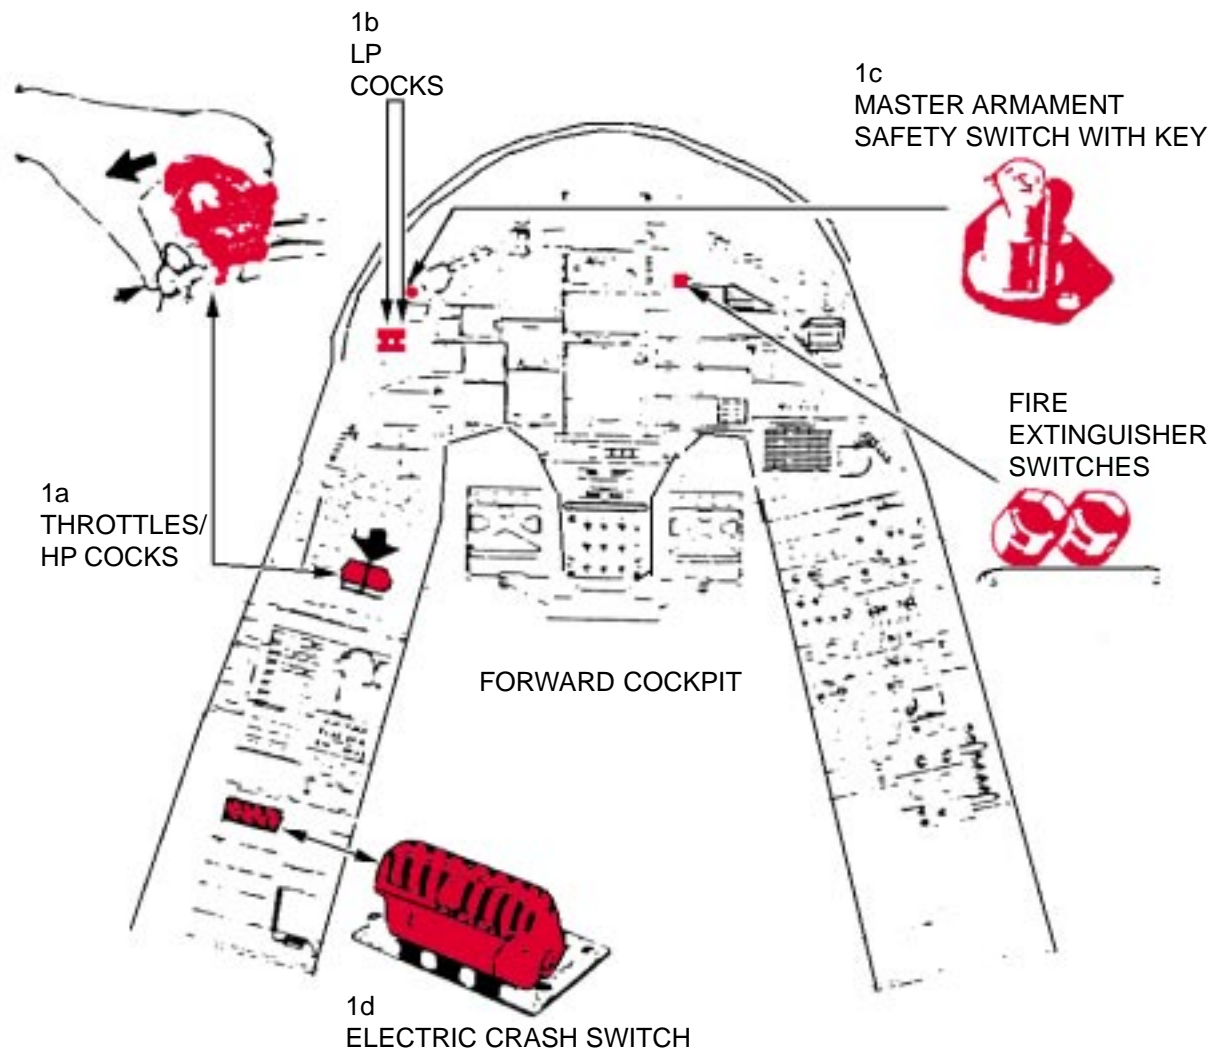 1b
LP
COCKS
1c
MASTER ARMAMENT
SAFETY SWITCH WITH KEY
FIRE
EXTINGUISHER
SWITCHES
1a
THROTTLES/
HP COCKS
FORWARD COCKPIT
1d
ELECTRIC CRASH SWITCH